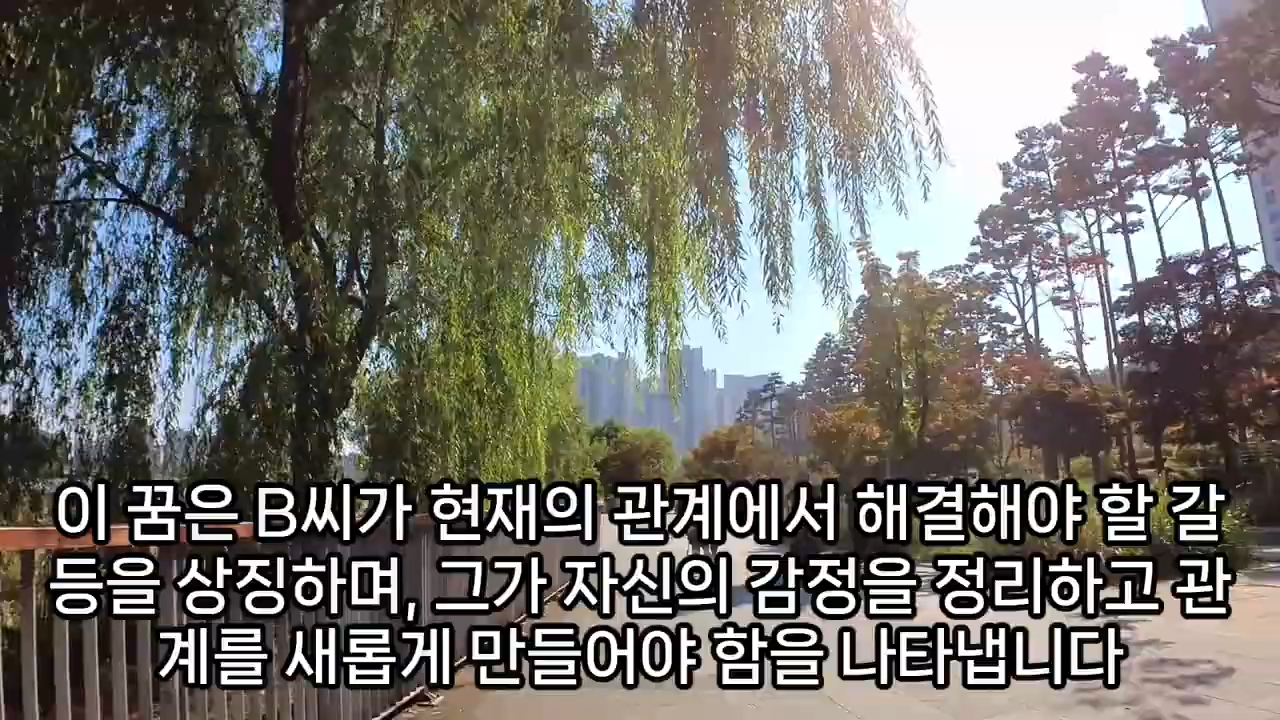 이 꿈은 B씨가 현재의 관계에서 해결해야 할 갈
등을 상징하며, 그가 자신의 감정을 정리하고 관
계를 새롭게 만들어야 함을 나타냅니다